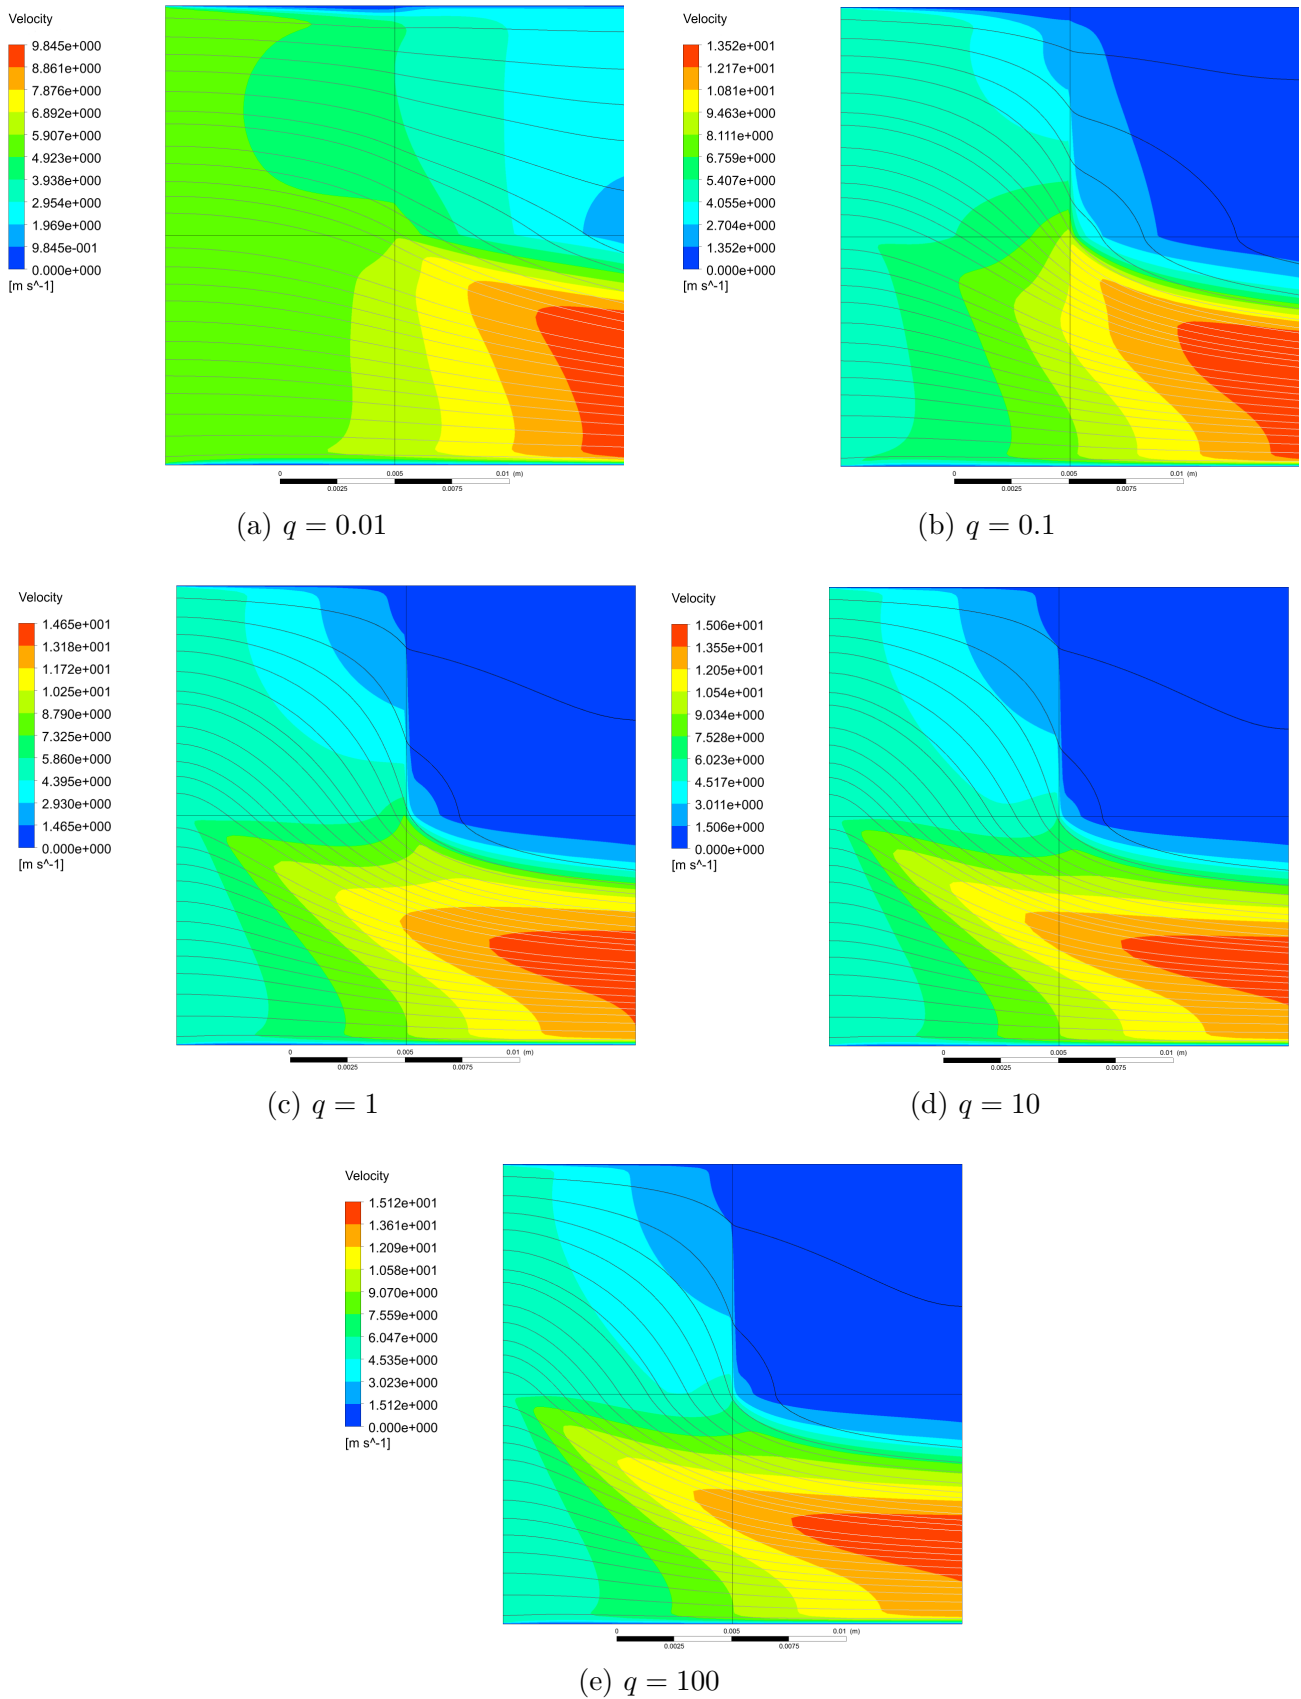 Velocity
9.845e+000
8.861e+000
7.876e+000
6.892e+000
5.907e+000
4.923e+000
3.938e+000
2.954e+000
1.969e+000
9.845e-001
0.000e+000
[m s^-1]
0 0.005 0.01 (m)
0.0025 0.0075
(a) q = 0.01
Velocity
1.352e+001
1.217e+001
1.081e+001
9.463e+000
8.111e+000
6.759e+000
5.407e+000
4.055e+000
2.704e+000
1.352e+000
0.000e+000
[m s^-1]
0 0.005 0.01 (m)
0.0025 0.0075
(b) q = 0.1
Velocity
1.465e+001
1.318e+001
1.172e+001
1.025e+001
8.790e+000
7.325e+000
5.860e+000
4.395e+000
2.930e+000
1.465e+000
0.000e+000
[m s^-1]
0 0.005 0.01 (m)
0.0025 0.0075
(c) q = 1
Velocity
1.506e+001
1.355e+001
1.205e+001
1.054e+001
9.034e+000
7.528e+000
6.023e+000
4.517e+000
3.011e+000
1.506e+000
0.000e+000
[m s^-1]
0 0.005 0.01 (m)
0.0025 0.0075
(d) q = 10
Velocity
1.512e+001
1.361e+001
1.209e+001
1.058e+001
9.070e+000
7.559e+000
6.047e+000
4.535e+000
3.023e+000
1.512e+000
0.000e+000
[m s^-1]
0 0.005 0.01 (m)
0.0025 0.0075
(e) q = 100